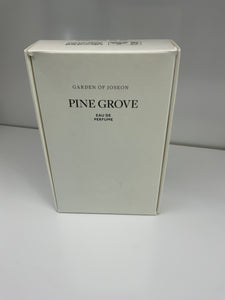 GARDEN OF JOSEON
PINE GROVE
EAU DE
PERFUME